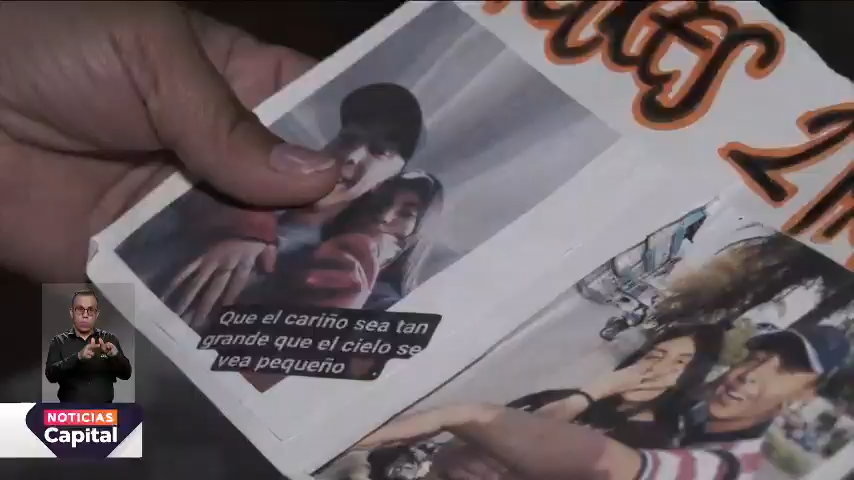 Que el cariño sea tan
grande que el cielo se
vea pequeño
NOTICIAS
Capital